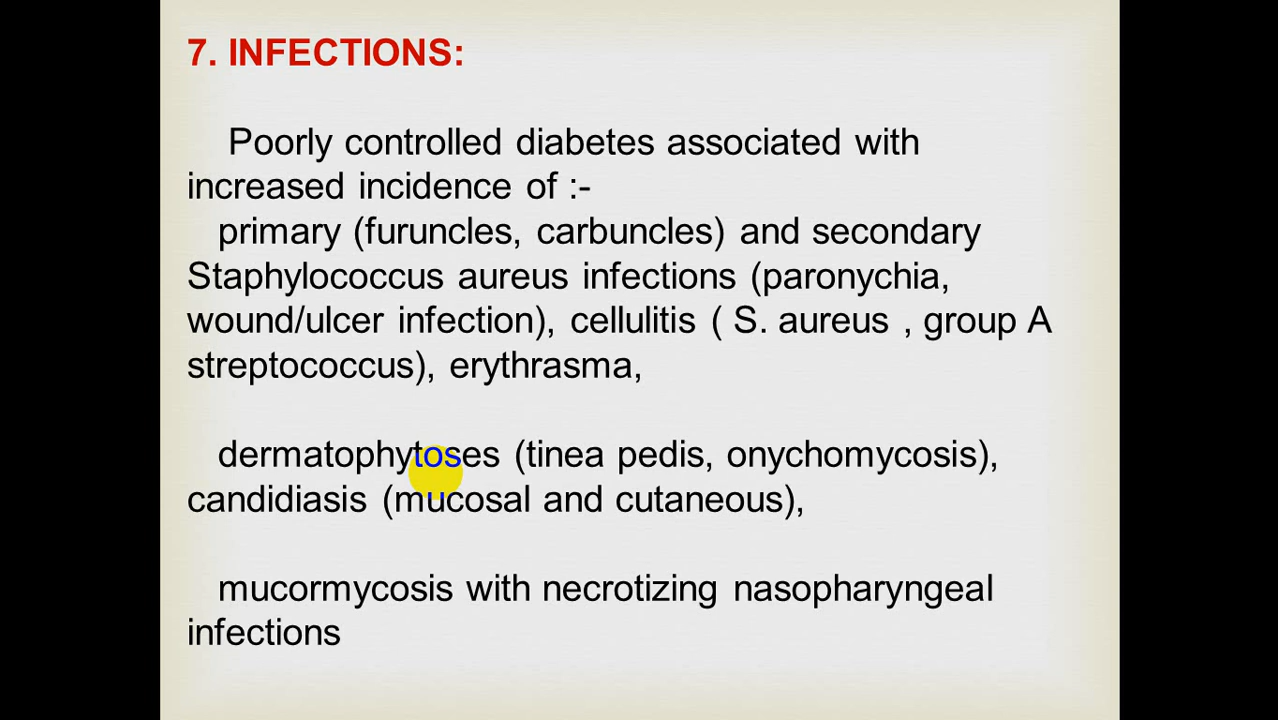 7. INFECTIONS:
Poorly controlled diabetes associated with
increased incidence of :-
primary (furuncles, carbuncles) and secondary
Staphylococcus aureus infections (paronychia,
wound/ulcer infection), cellulitis ( S. aureus , group A
streptococcus), erythrasma,
dermatophytoses (tinea pedis, onychomycosis),
candidiasis (mucosal and cutaneous),
mucormycosis with necrotizing nasopharyngeal
infections